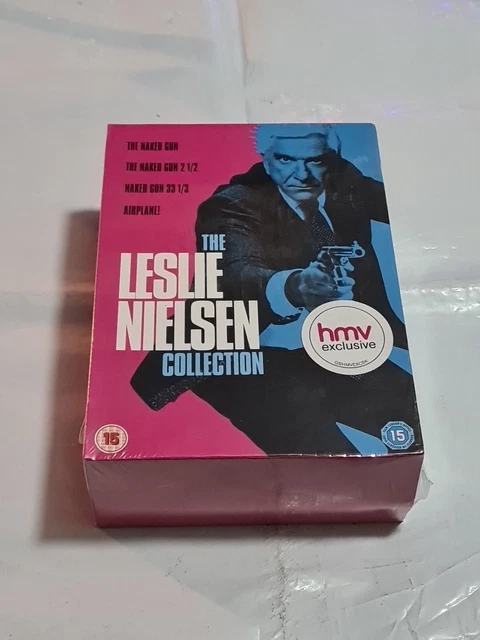 THE NAKED GUN
THE NAKED GUN 2 1/2
NAKED GUN 33 1/3
AIRPLANE!
THE
LESLIE
NIELSEN
COLLECTION
hmv
exclusive
15
15